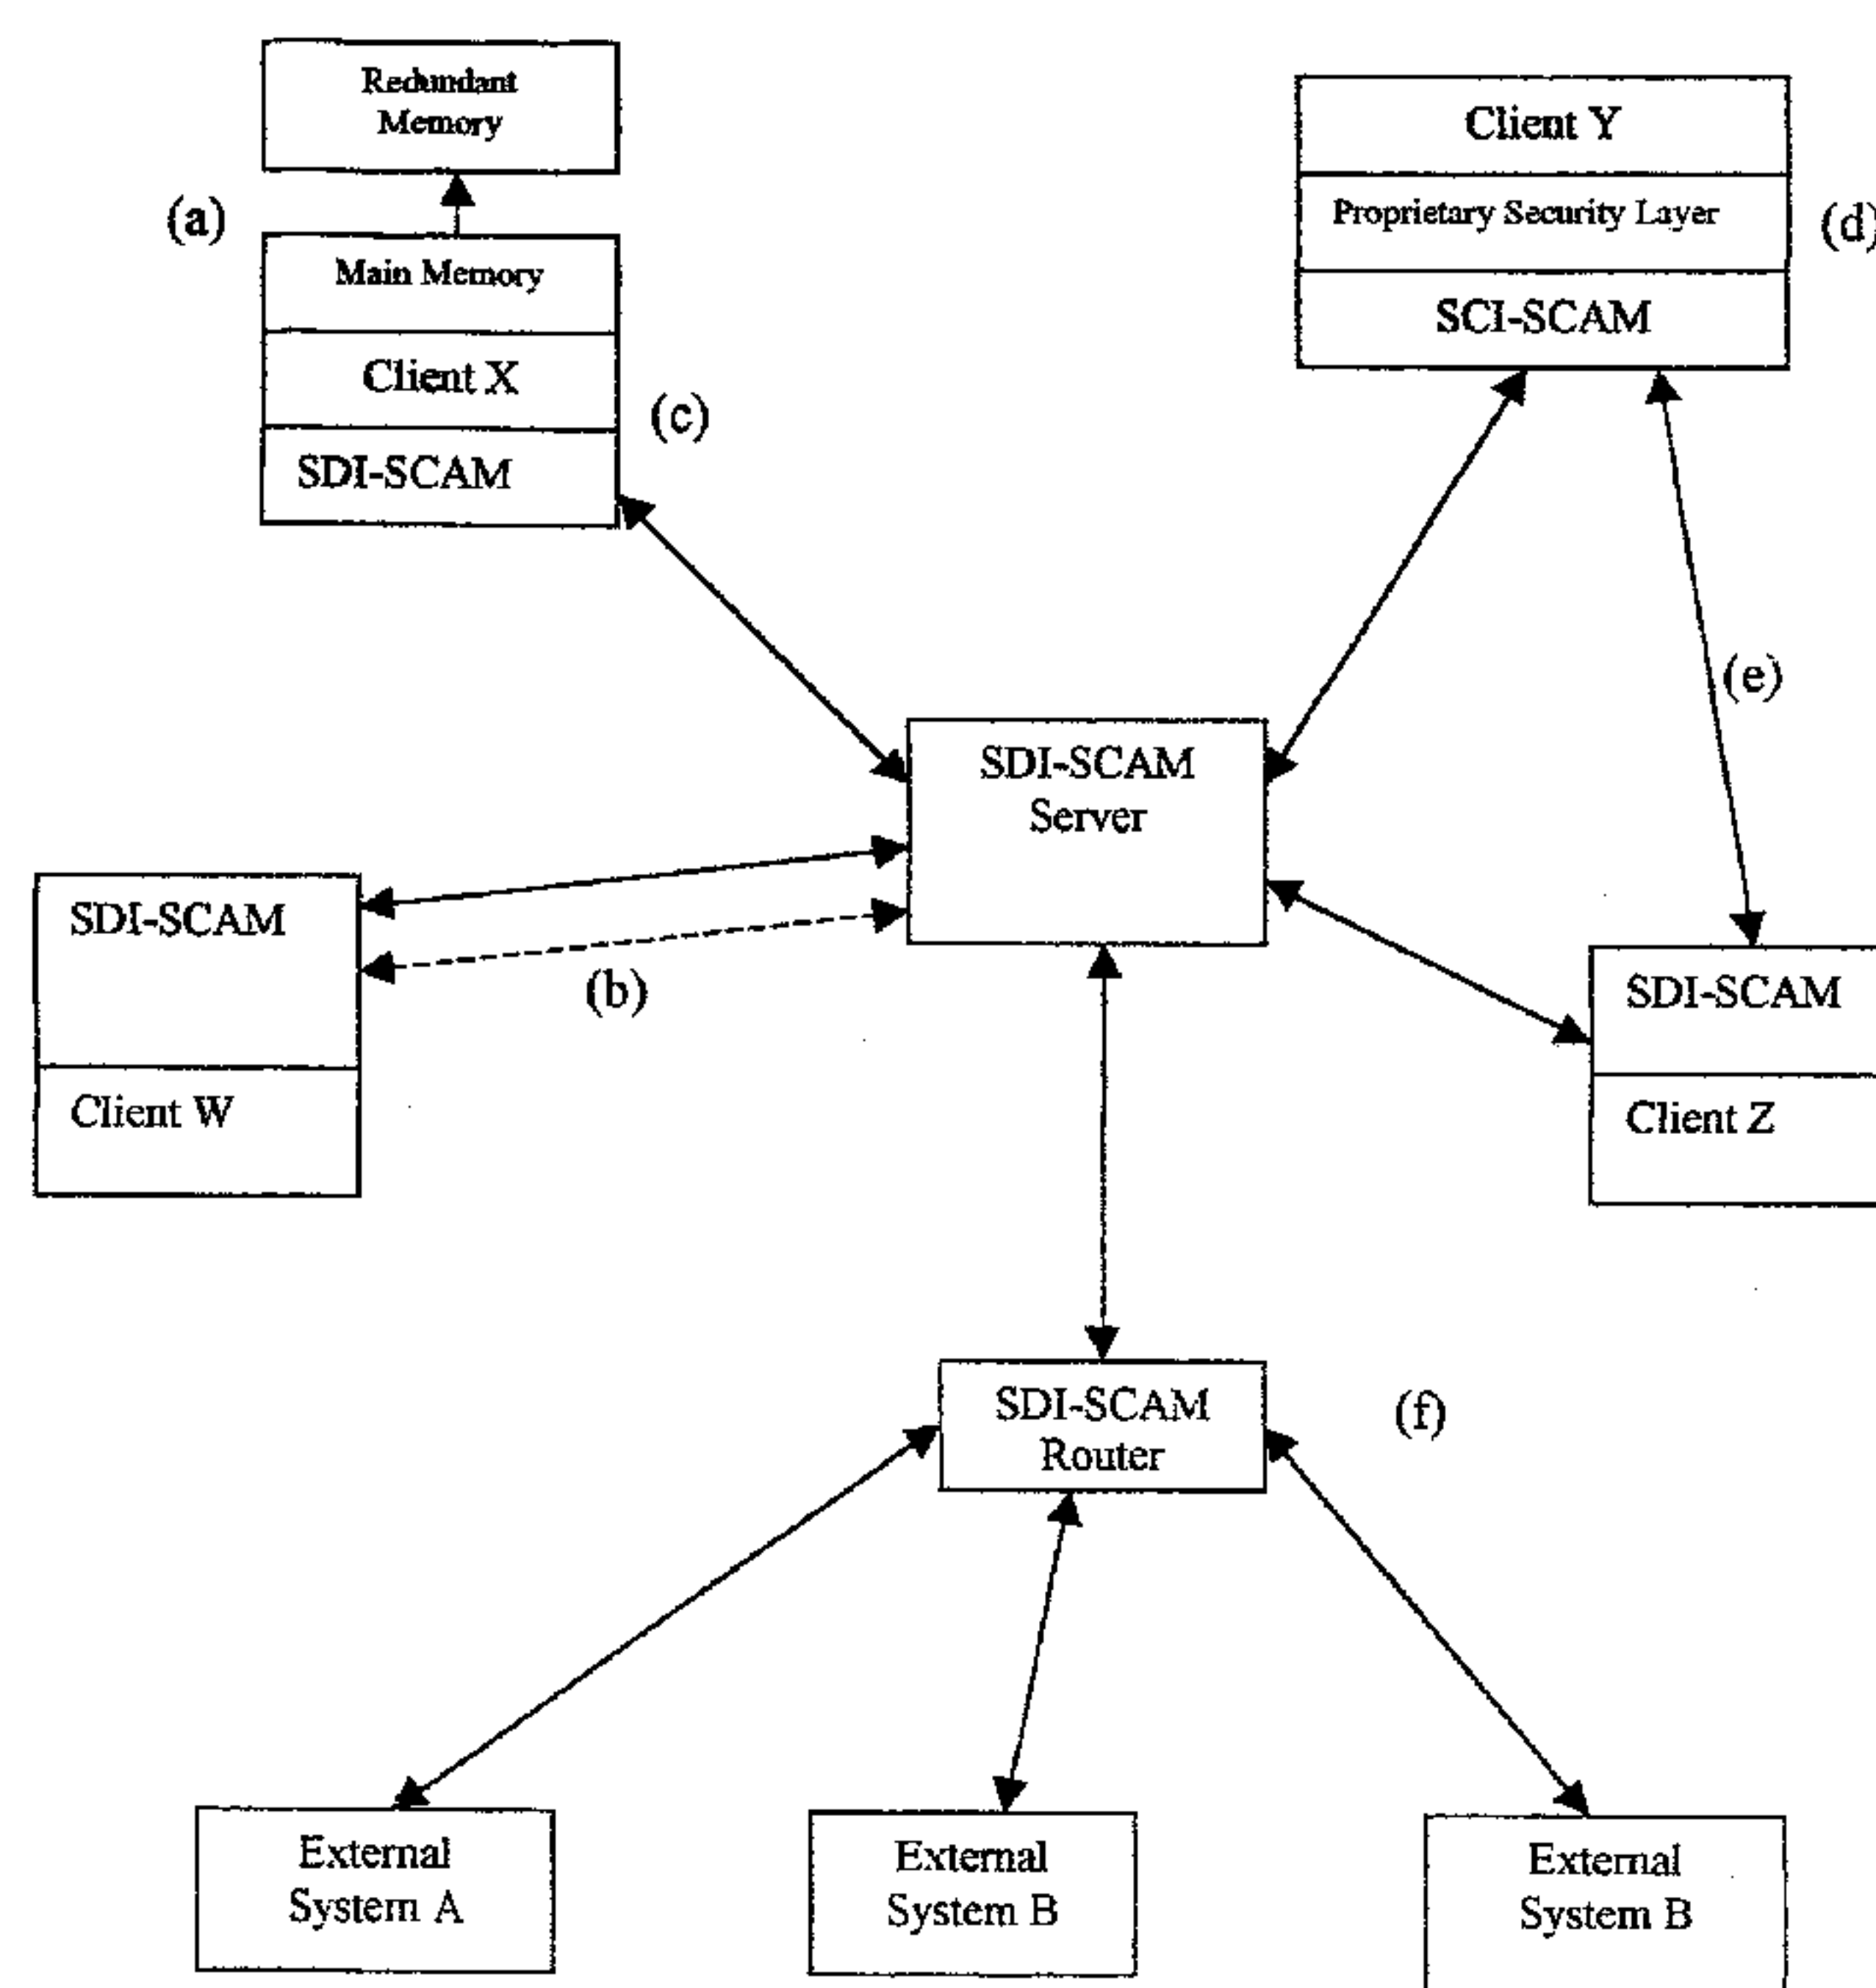 Redundant
Memory
(a)
Main Memory
Client X
(c)
SDI-SCAM
Client Y
Proprietary Security Layer
(d)
SCI-SCAM
(e)
SDI-SCAM
Server
SDI-SCAM
(b)
Client W
SDI-SCAM
Client Z
SDI-SCAM
Router
(f)
External
System A
External
System B
External
System B